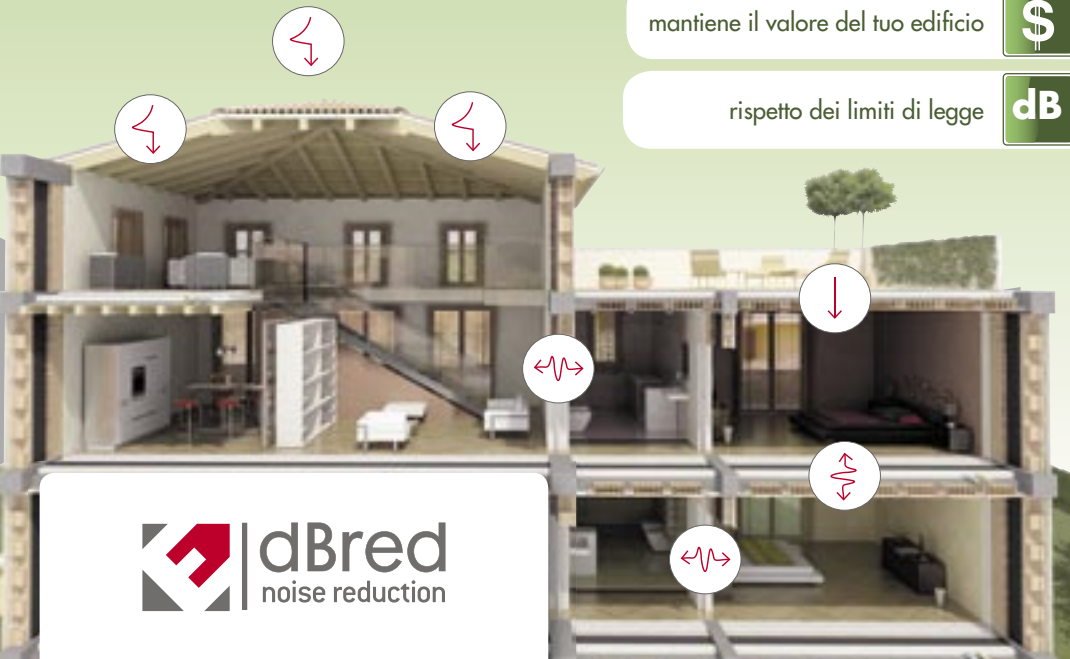 mantiene il valore del tuo edificio
$
rispetto dei limiti di legge
dB
dBred
noise reduction